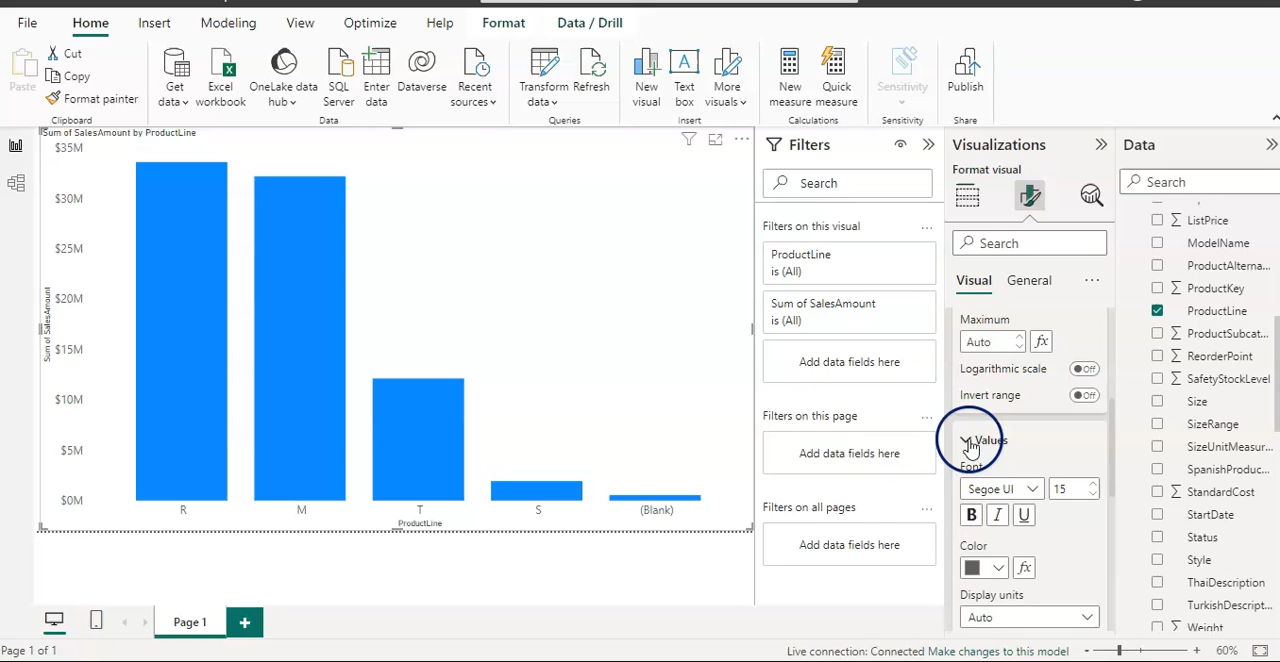 File Home Insert Modeling View Optimize Help Format Data / Drill
Paste
Cut
Copy
Format painter
Clipboard
Get data
Excel workbook
OneLake data hub
SQL Server
Enter data
Dataverse
Recent sources
Data
Transform data
Refresh
Queries
New visual
Text box
More visuals
Insert
New measure
Quick measure
Calculations
Sensitivity
Sensitivity
Publish
Share
Sum of SalesAmount by ProductLine
$35M
$30M
$25M
$20M
$15M
$10M
$5M
$0M
Sum of SalesAmount
R M T S (Blank)
ProductLine
Filters
Search
Filters on this visual
ProductLine
is (All)
Sum of SalesAmount
is (All)
Add data fields here
Filters on this page
Add data fields here
Filters on all pages
Add data fields here
Visualizations
Format visual
Search
Visual General
Maximum
Auto fx
Logarithmic scale Off
Invert range Off
Values
Font
Segoe UI 15
B I U
Color
fx
Display units
Auto
Data
Search
ListPrice
ModelName
ProductAlterna...
ProductKey
ProductLine
ProductSubcat...
ReorderPoint
SafetyStockLevel
Size
SizeRange
SizeUnitMeasur...
SpanishProduc...
StandardCost
StartDate
Status
Style
ThaiDescription
TurkishDescript...
Weight
Page 1
Page 1 of 1
Live connection: Connected Make changes to this model
- + 60%